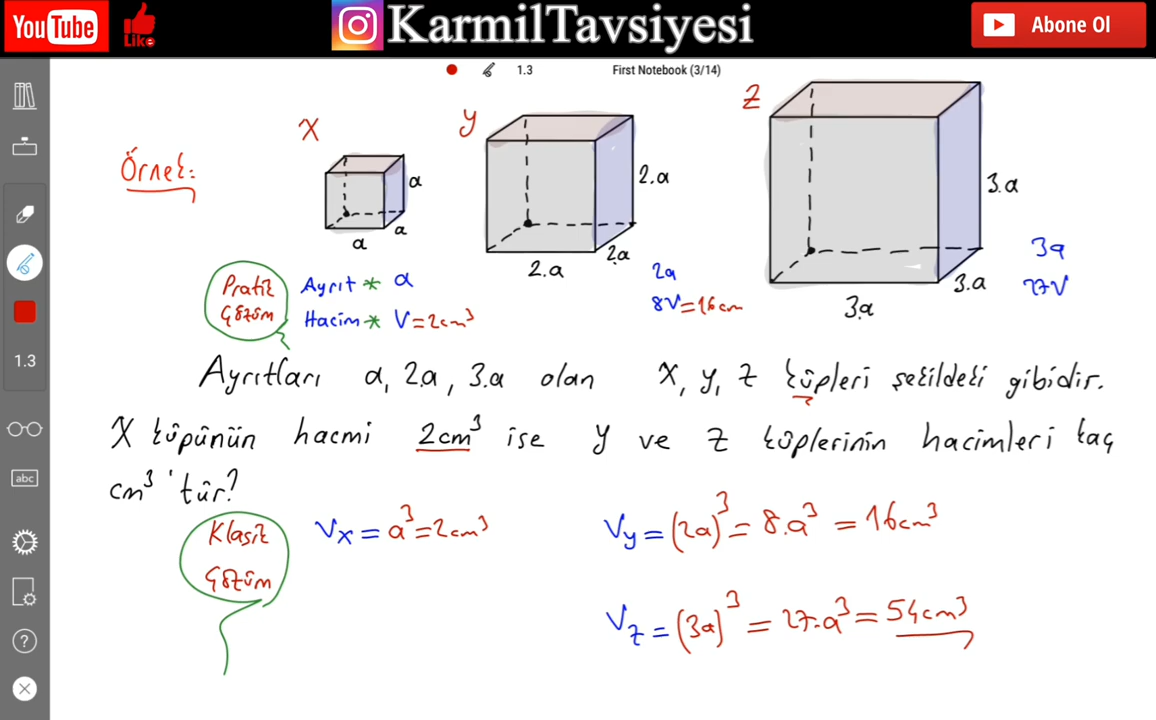 YouTube
Like
KarmilTavsiyesi
Abone Ol
1.3
First Notebook (3/14)
X
y
z
Örnek:
a
a
a
2.a
2a
2.a
3.a
3.a
3a
Pratik
Çözüm
Ayrıt * a
Hacim * V=2cm³
2a
8V=16cm
3a
27V
1.3
Ayrıtları a, 2a, 3.a olan x, y, z küpleri şekildeki gibidir.
X küpünün hacmi 2cm³ ise y ve z küplerinin hacimleri kaç
cm³ 'tür?
abc
Klasik
Çözüm
Vx = a³=2cm³
Vy = (2a)³ = 8.a³ = 16cm³
Vz = (3a)³ = 27.a³ = 54cm³